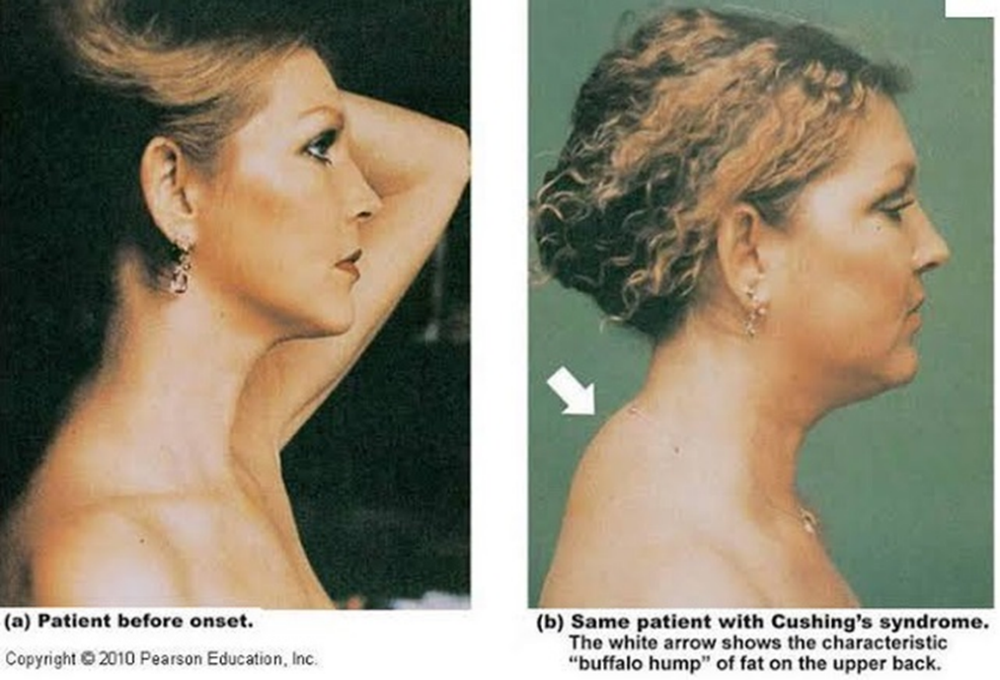 (a) Patient before onset.
(b) Same patient with Cushing's syndrome.
The white arrow shows the characteristic
“buffalo hump” of fat on the upper back.
Copyright © 2010 Pearson Education, Inc.